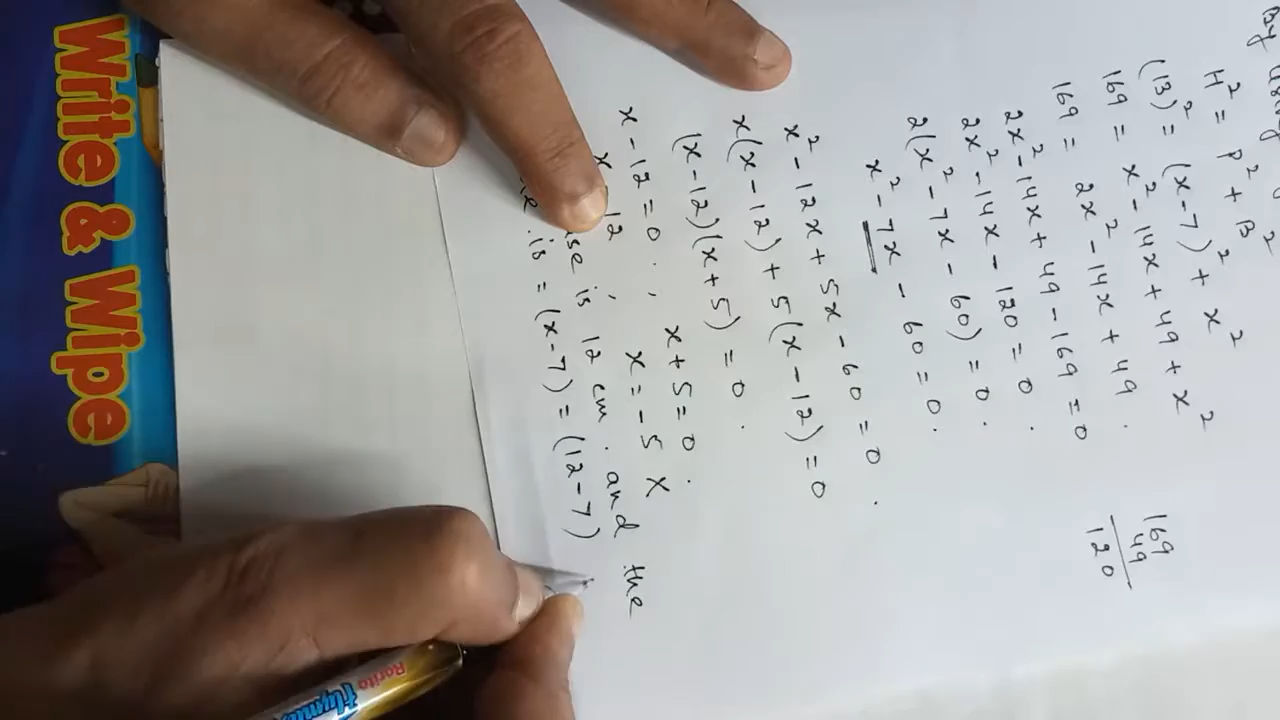 By
H² = P² + B²
(13)² = (x-7)² + x²
169 = x² - 14x + 49 + x²
169 = 2x² - 14x + 49.
2x² - 14x + 49 - 169 = 0
2x² - 14x - 120 = 0.
2(x² - 7x - 60) = 0.
x² - 7x - 60 = 0.
x² - 12x + 5x - 60 = 0.
x(x - 12) + 5(x - 12) = 0
(x - 12)(x + 5) = 0.
x - 12 = 0. , x + 5 = 0.
x 12 , x = -5 X
is 12 cm. and the
is = (x-7) = (12-7)
169
49
120
Write & Wipe
Rorito